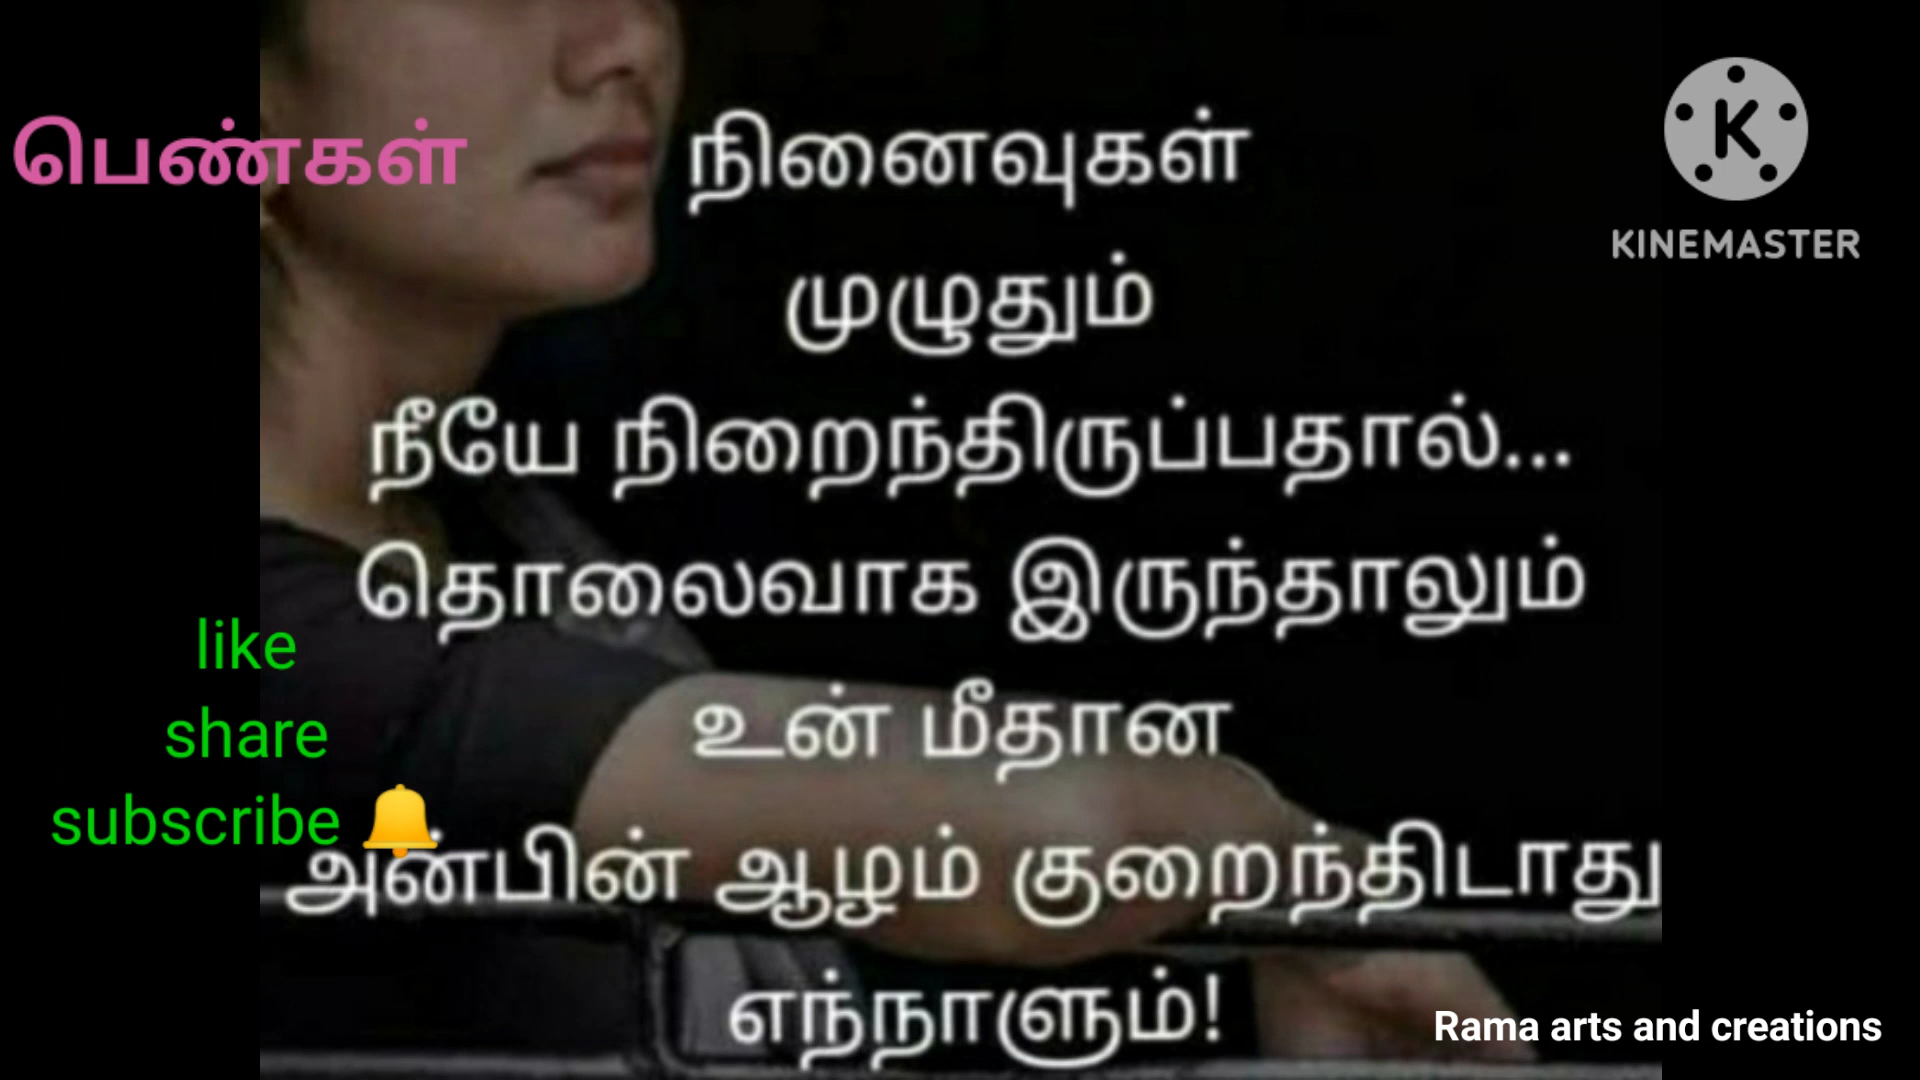 பெண்கள்
நினைவுகள்
முழுதும்
நீயே நிறைந்திருப்பதால்...
தொலைவாக இருந்தாலும்
உன் மீதான
அன்பின் ஆழம் குறைந்திடாது
எந்நாளும்!
K
KINEMASTER
like
share
subscribe 🔔
Rama arts and creations